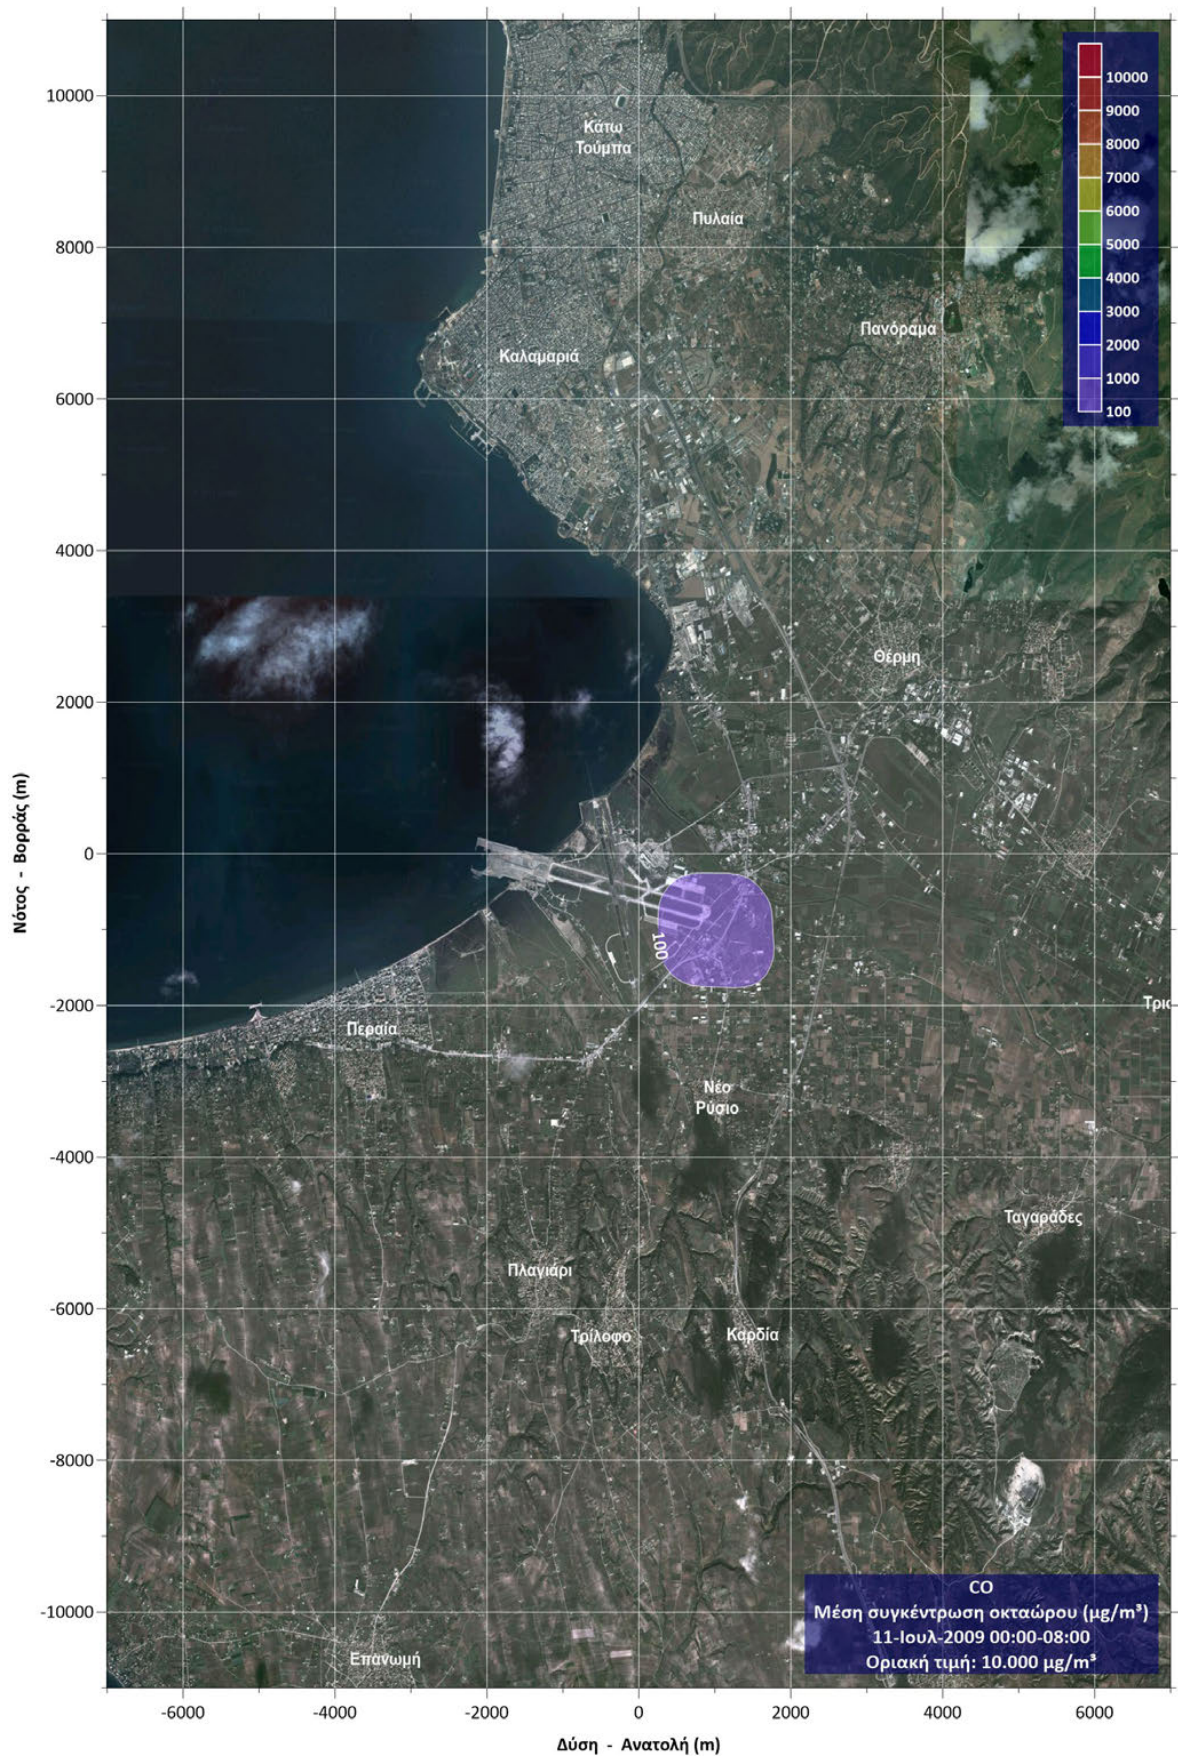 10000
9000
8000
7000
6000
5000
4000
3000
2000
1000
100
10000
8000
6000
4000
2000
0
-2000
-4000
-6000
-8000
-10000
Νότος - Βορράς (m)
Κάτω
Τούμπα
Πυλαία
Πανόραμα
Καλαμαριά
Θέρμη
100
Τρι
Περαία
Νέο
Ρύσιο
Ταγαράδες
Πλαγιάρι
Τρίλοφο
Καρδία
Επανωμή
CO
Μέση συγκέντρωση οκταώρου (μg/m³)
11-Ιουλ-2009 00:00-08:00
Οριακή τιμή: 10.000 μg/m³
-6000 -4000 -2000 0 2000 4000 6000
Δύση - Ανατολή (m)